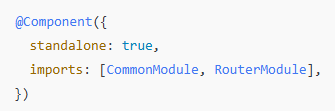 @Component({
  standalone: true,
  imports: [CommonModule, RouterModule],
})